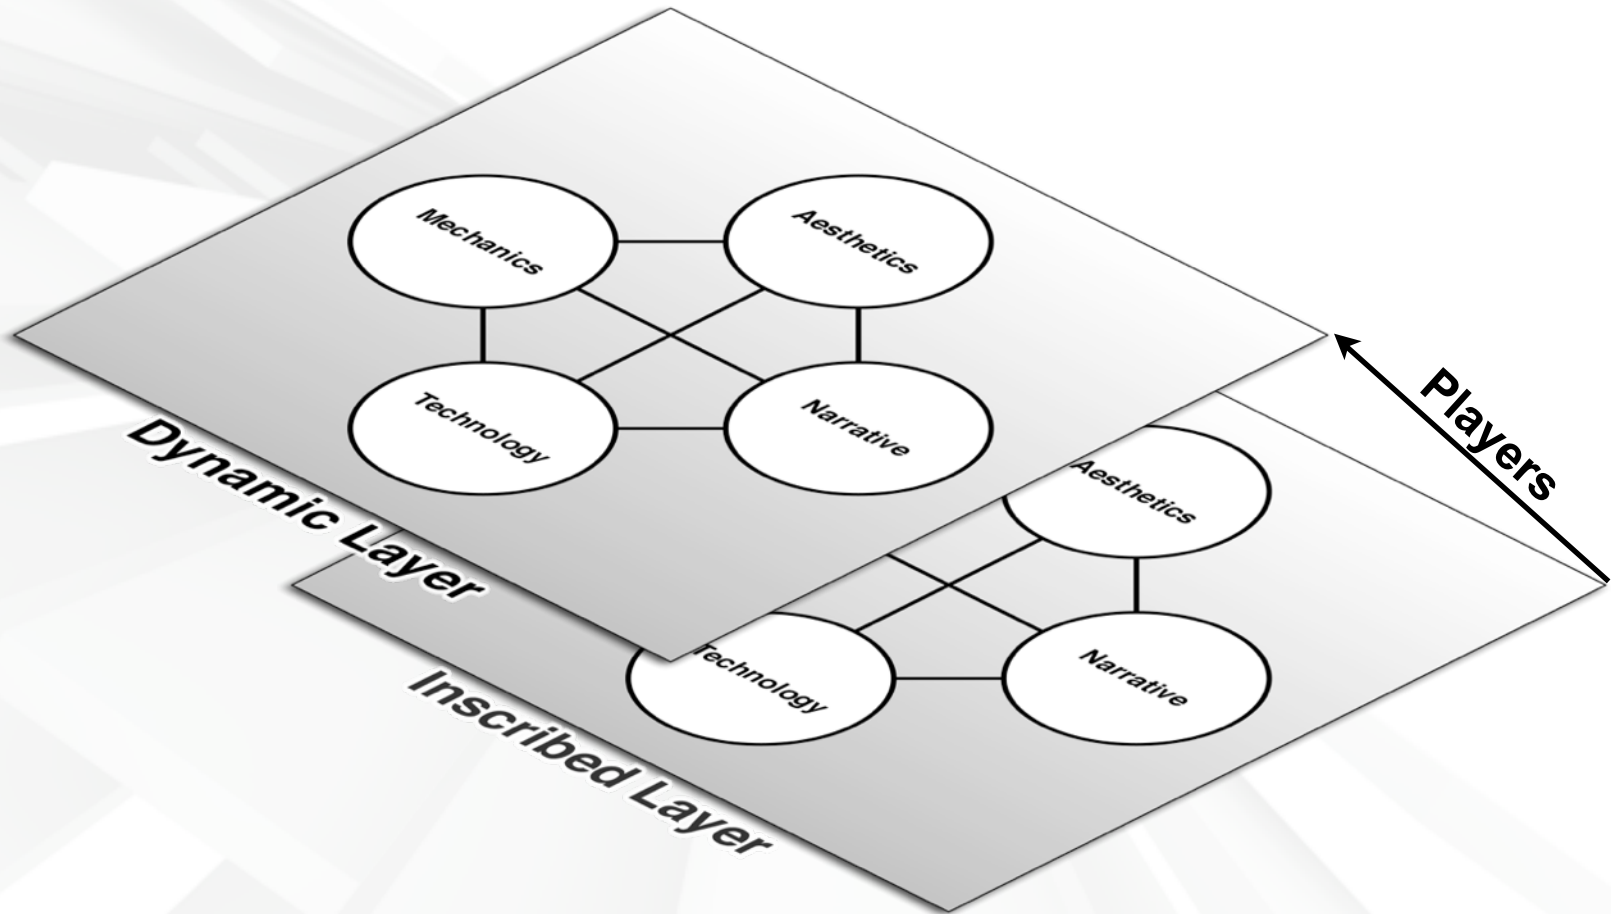 Mechanics
Aesthetics
Technology
Narrative
Dynamic Layer
Players
Aesthetics
Technology
Narrative
Inscribed Layer